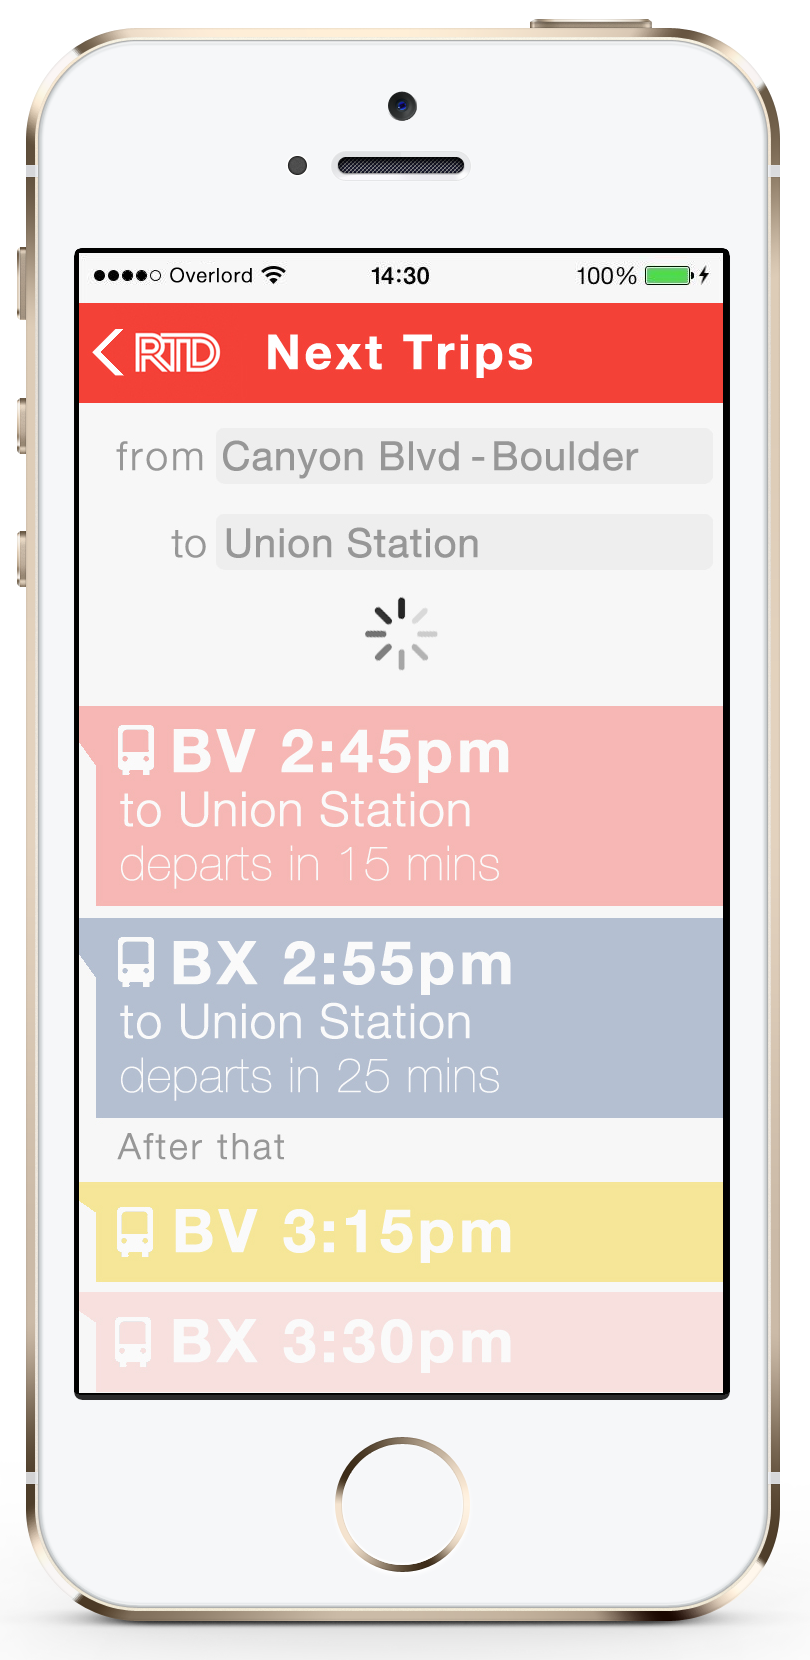 Overlord 14:30 100%
RTD Next Trips
from Canyon Blvd - Boulder
to Union Station
BV 2:45pm
to Union Station
departs in 15 mins
BX 2:55pm
to Union Station
departs in 25 mins
After that
BV 3:15pm
BX 3:30pm